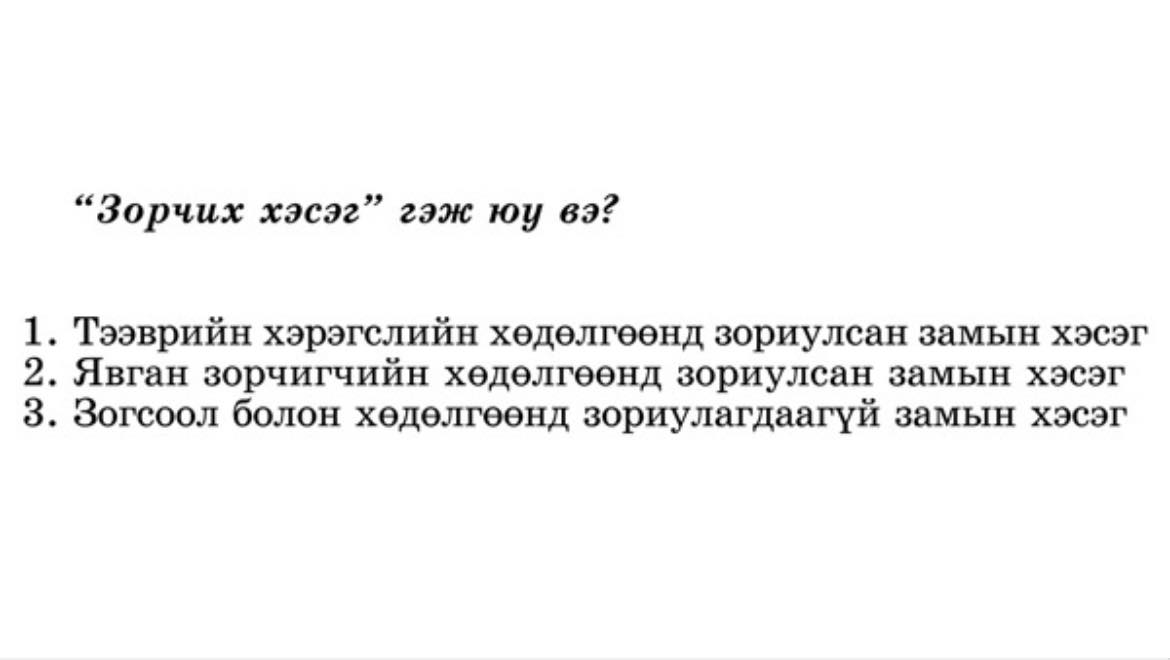 “Зорчих хэсэг” гэж юу вэ?
1. Тээврийн хэрэгслийн хөдөлгөөнд зориулсан замын хэсэг
2. Явган зорчигчийн хөдөлгөөнд зориулсан замын хэсэг
3. Зогсоол болон хөдөлгөөнд зориулагдаагүй замын хэсэг